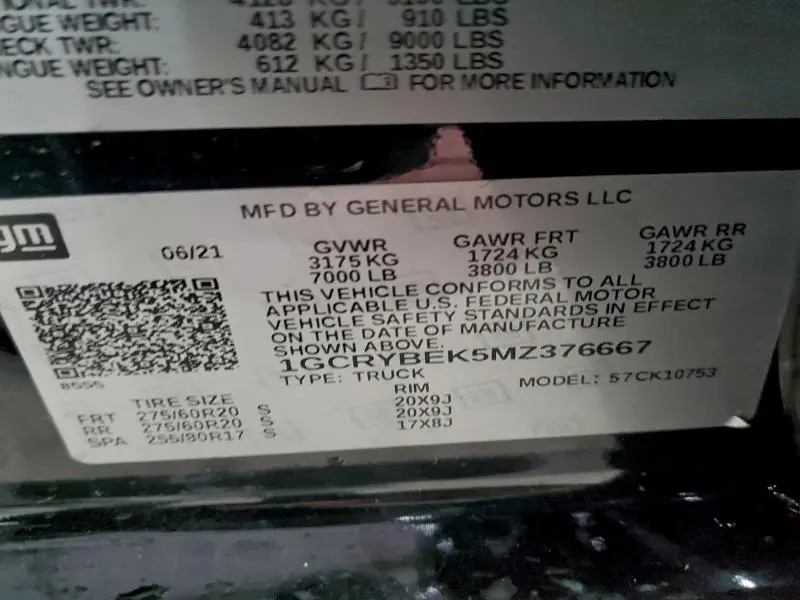 GUE WEIGHT: 413 KG / 910 LBS
ECK TWR: 4082 KG / 9000 LBS
NGUE WEIGHT: 612 KG / 1350 LBS
SEE OWNER'S MANUAL FOR MORE INFORMATION
gm
MFD BY GENERAL MOTORS LLC
06/21 GVWR GAWR FRT GAWR RR
3175 KG 1724 KG 1724 KG
7000 LB 3800 LB 3800 LB
THIS VEHICLE CONFORMS TO ALL
APPLICABLE U.S. FEDERAL MOTOR
VEHICLE SAFETY STANDARDS IN EFFECT
ON THE DATE OF MANUFACTURE
SHOWN ABOVE.
1GCRYBEK5MZ376667
8555
TYPE: TRUCK MODEL: 57CK10753
TIRE SIZE RIM
FRT 275/60R20 S 20X9J
RR 275/60R20 S 20X9J
SPA 255/80R17 S 17X8J